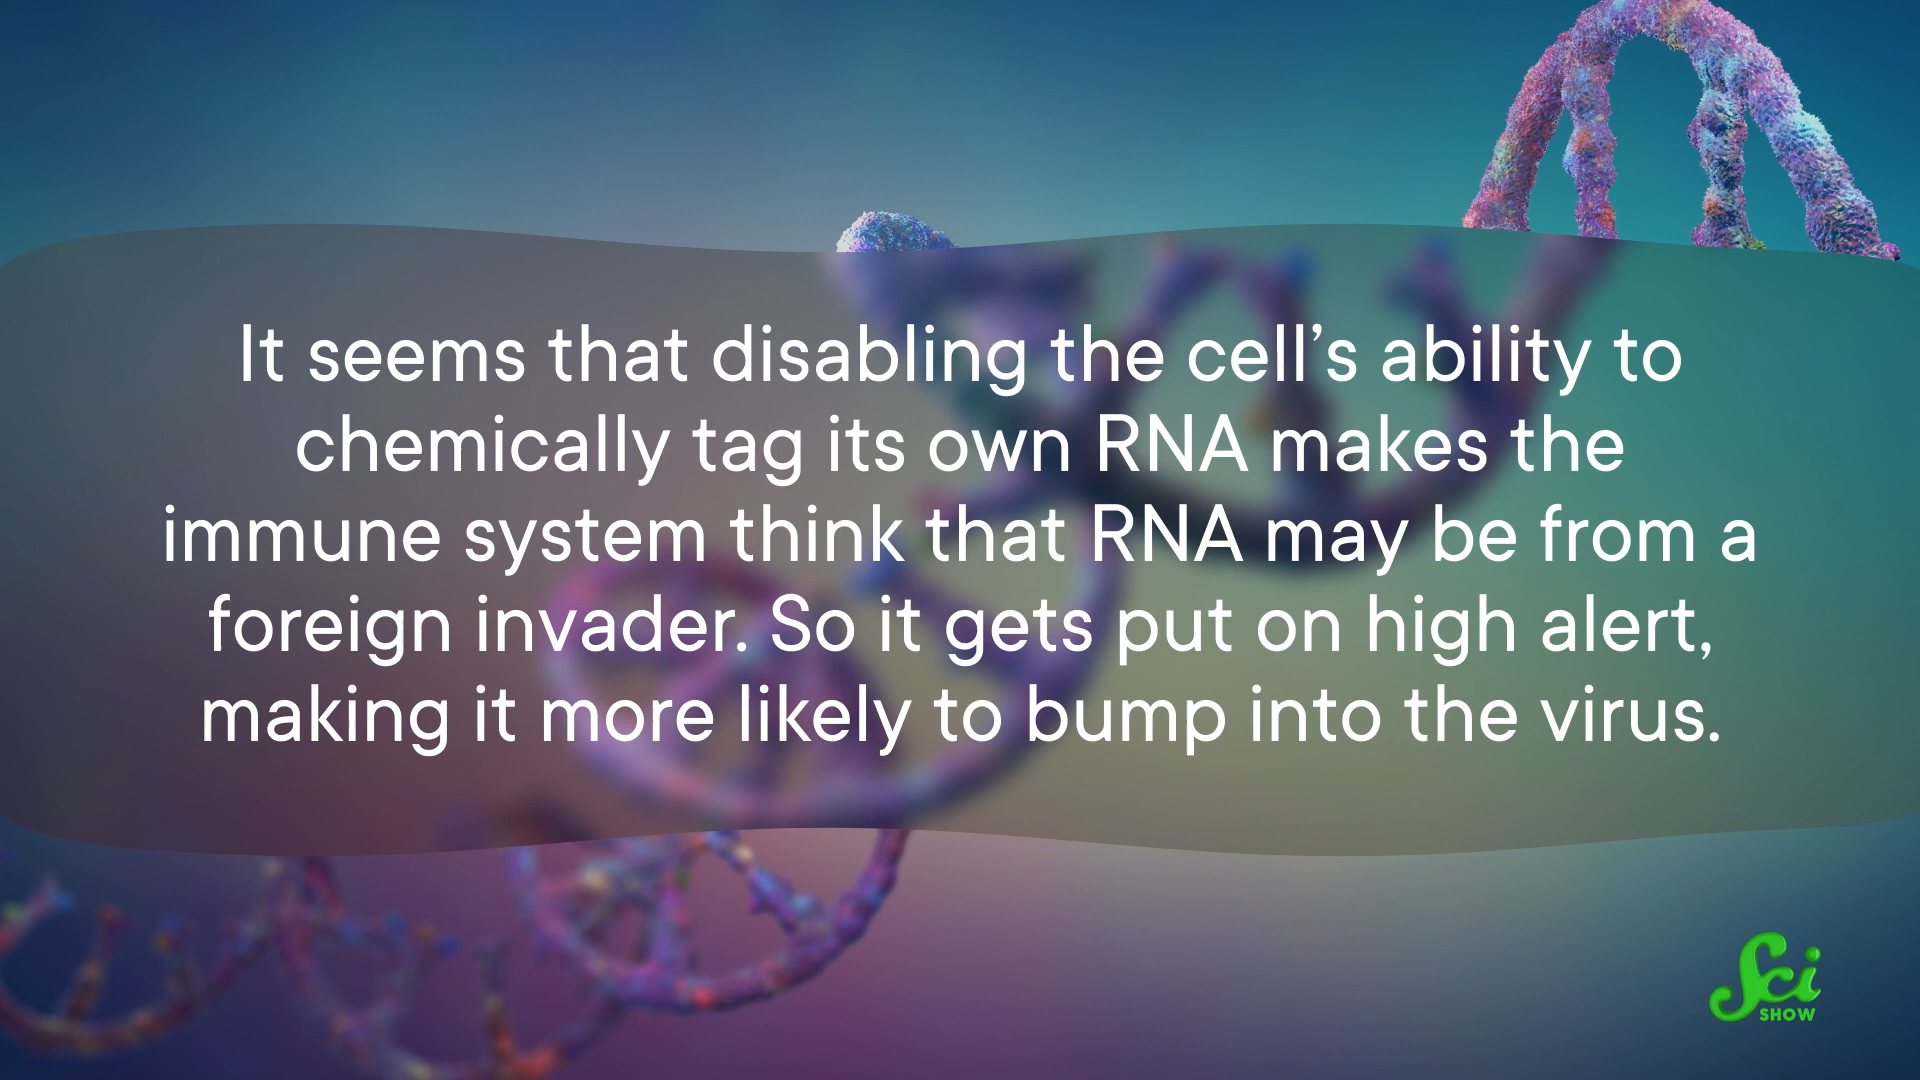 It seems that disabling the cell’s ability to
chemically tag its own RNA makes the
immune system think that RNA may be from a
foreign invader. So it gets put on high alert,
making it more likely to bump into the virus.
Sci
SHOW